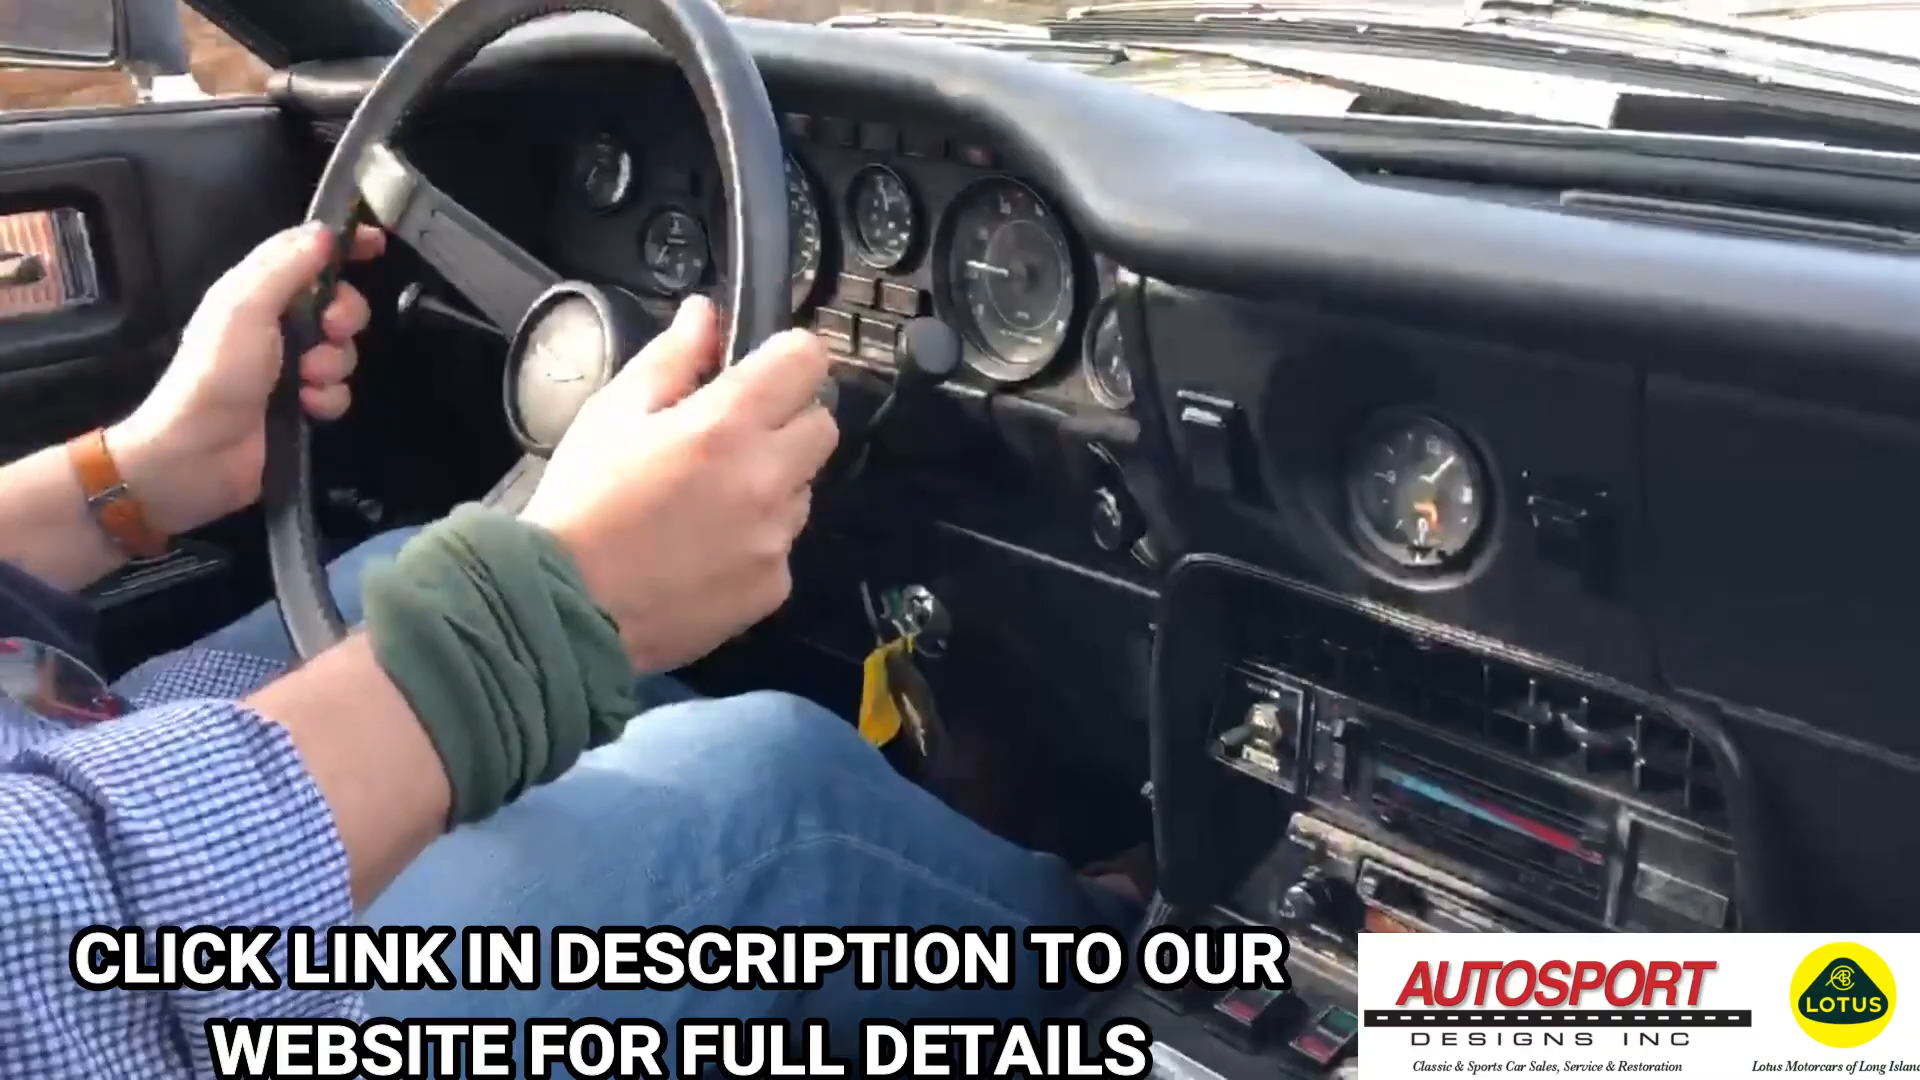 CLICK LINK IN DESCRIPTION TO OUR
WEBSITE FOR FULL DETAILS
AUTOSPORT
DESIGNS INC
Classic & Sports Car Sales, Service & Restoration
LOTUS
Lotus Motorcars of Long Island